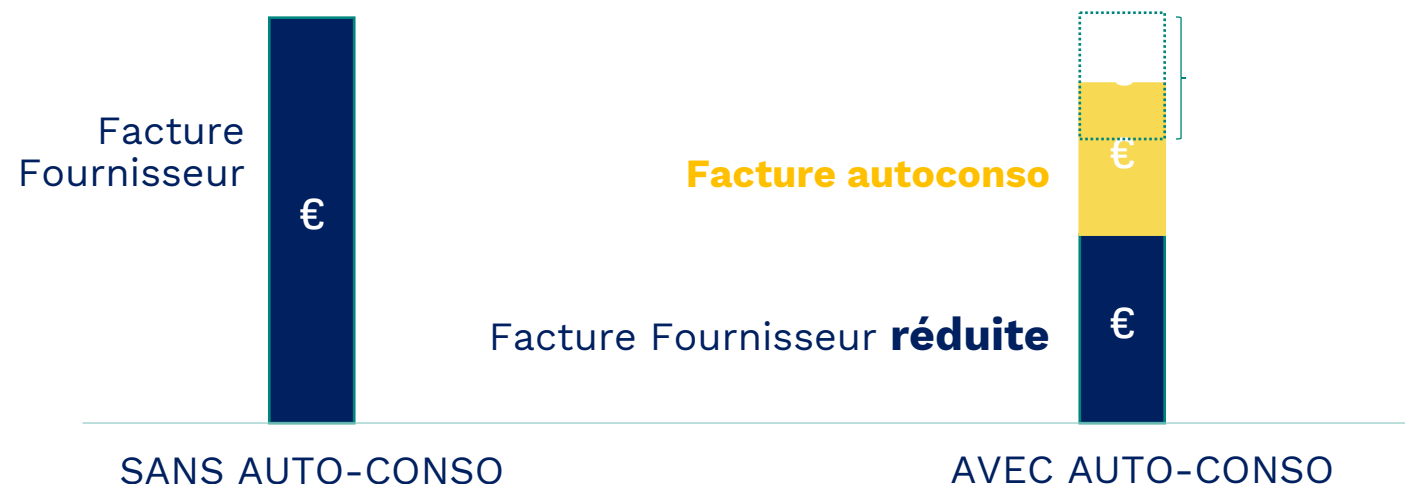 Facture
Fournisseur
€
Facture autoconso
€
Facture Fournisseur réduite
€
SANS AUTO-CONSO
AVEC AUTO-CONSO